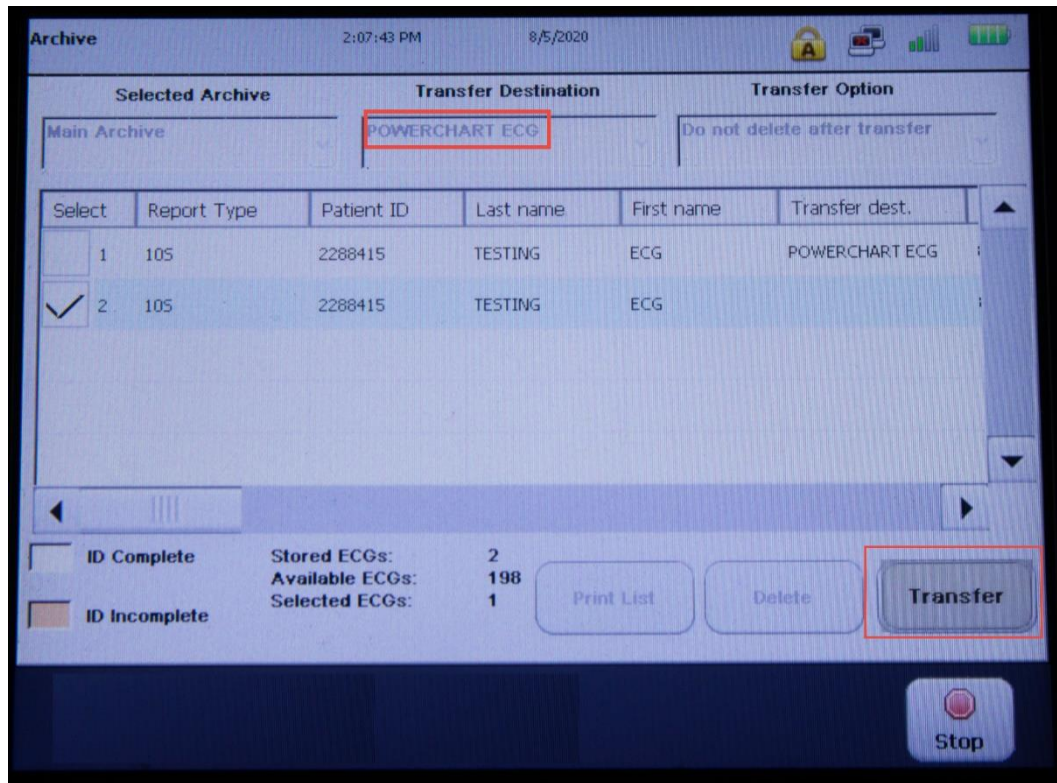 Archive 2:07:43 PM 8/5/2020 A
Selected Archive Transfer Destination Transfer Option
Main Archive POWERCHART ECG Do not delete after transfer
Select Report Type Patient ID Last name First name Transfer dest.
1 10S 2288415 TESTING ECG POWERCHART ECG
2 10S 2288415 TESTING ECG
ID Complete Stored ECGs: 2
Available ECGs: 198
ID Incomplete Selected ECGs: 1 Print List Delete Transfer
Stop